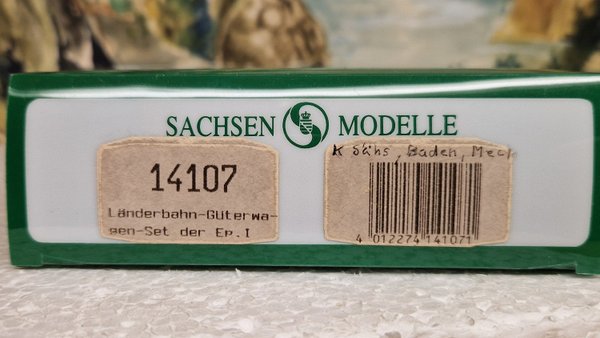 SACHSEN MODELLE
14107
Länderbahn-Güterwa-
gen-Set der Ep.I
K Sächs, Baden, Meck
4 012274 141071